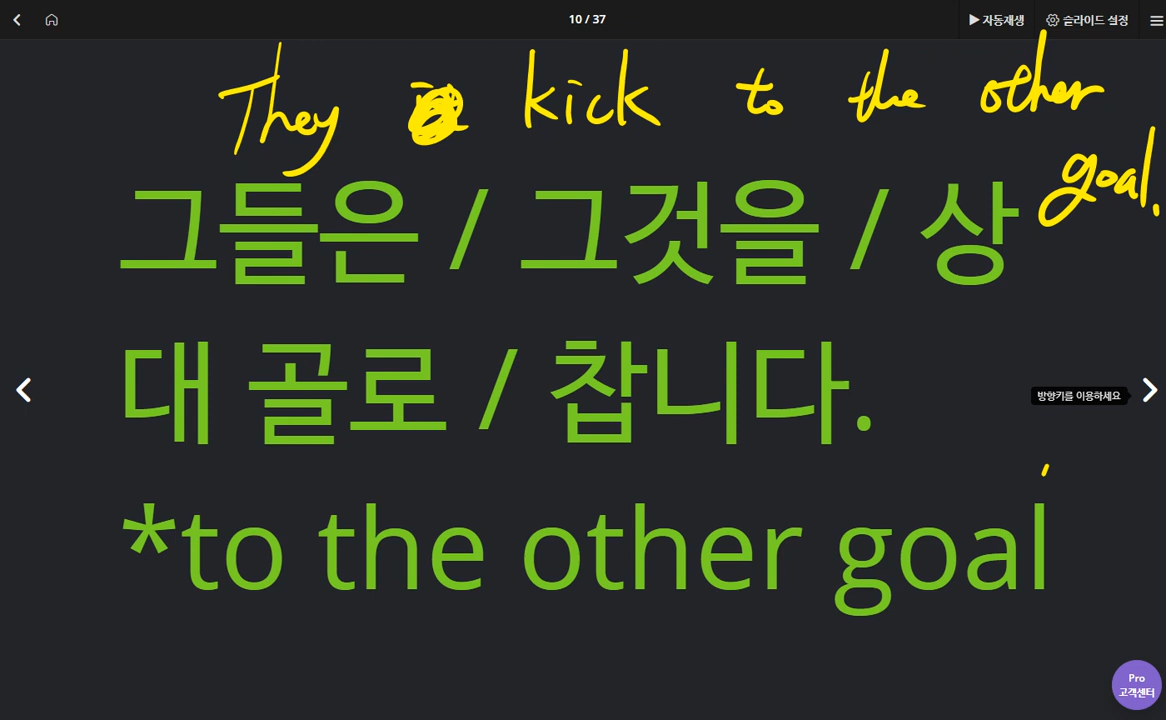 10 / 37
▶ 자동재생
슬라이드 설정
They kick to the other
goal.
그들은 / 그것을 / 상
대 골로 / 찹니다.
방향키를 이용하세요
*to the other goal
Pro
고객센터